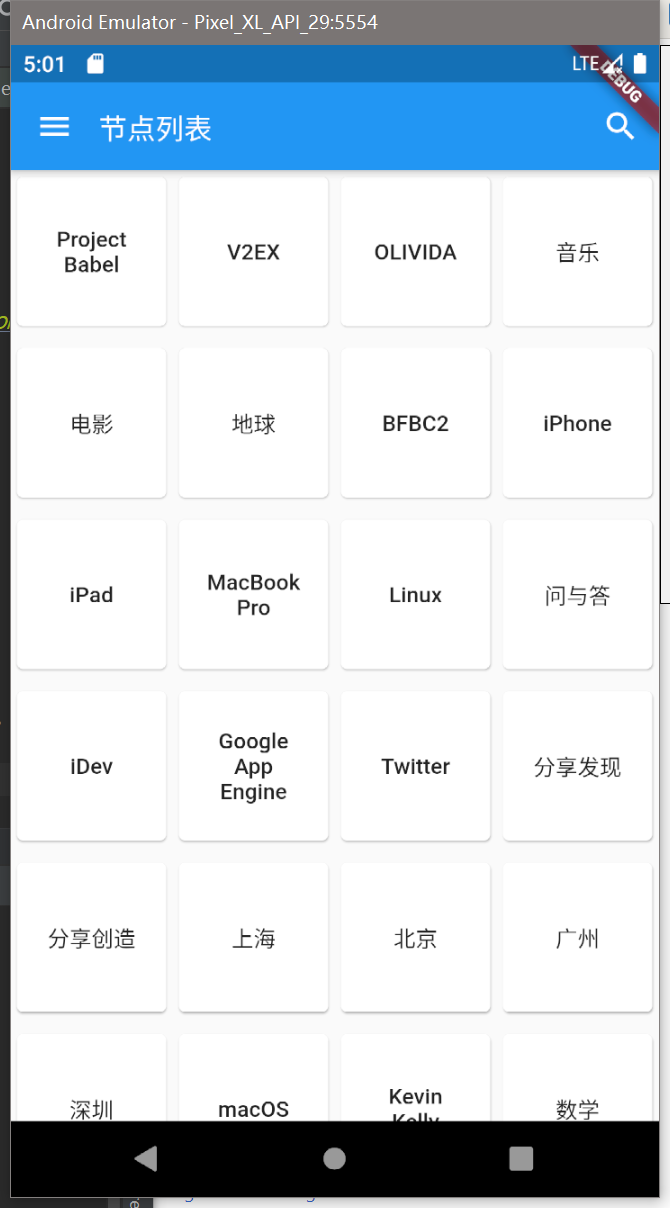 Android Emulator - Pixel_XL_API_29:5554
5:01
LTE
DEBUG
节点列表
Project
Babel
V2EX
OLIVIDA
音乐
电影
地球
BFBC2
iPhone
iPad
MacBook
Pro
Linux
问与答
iDev
Google
App
Engine
Twitter
分享发现
分享创造
上海
北京
广州
深圳
macOS
Kevin
Kelly
数学